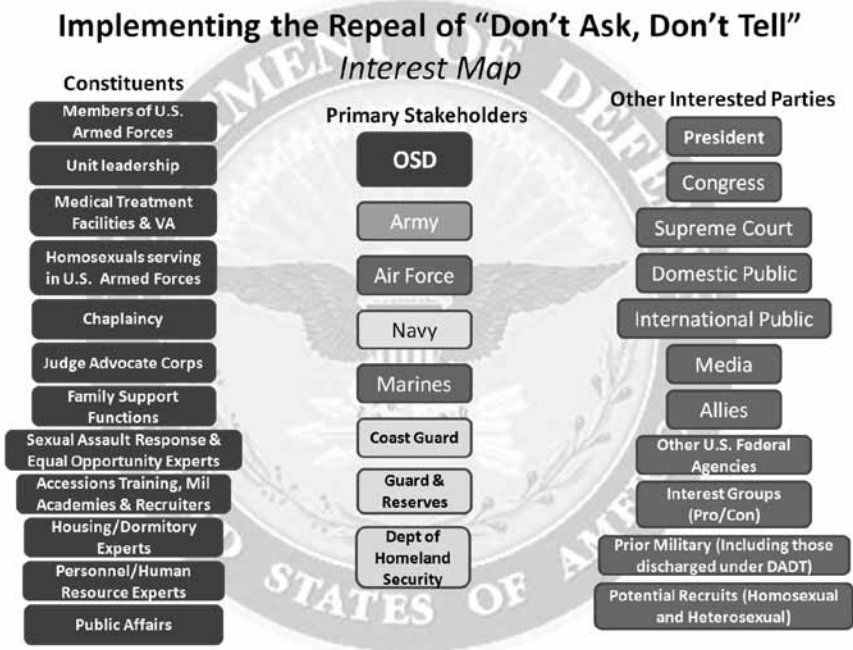 Implementing the Repeal of “Don’t Ask, Don’t Tell”
Interest Map
Constituents
Members of U.S.
Armed Forces
Unit leadership
Medical Treatment
Facilities & VA
Homosexuals serving
in U.S. Armed Forces
Chaplaincy
Judge Advocate Corps
Family Support
Functions
Sexual Assault Response &
Equal Opportunity Experts
Accessions Training, Mil
Academies & Recruiters
Housing/Dormitory
Experts
Personnel/Human
Resource Experts
Public Affairs
Primary Stakeholders
OSD
Army
Air Force
Navy
Marines
Coast Guard
Guard &
Reserves
Dept of
Homeland
Security
Other Interested Parties
President
Congress
Supreme Court
Domestic Public
International Public
Media
Allies
Other U.S. Federal
Agencies
Interest Groups
(Pro/Con)
Prior Military (Including those
discharged under DADT)
Potential Recruits (Homosexual
and Heterosexual)
STATES OF